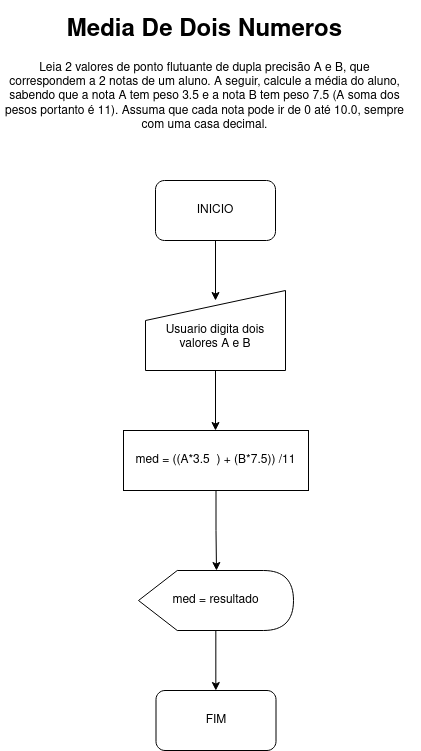 Media De Dois Numeros
Leia 2 valores de ponto flutuante de dupla precisão A e B, que
correspondem a 2 notas de um aluno. A seguir, calcule a média do aluno,
sabendo que a nota A tem peso 3.5 e a nota B tem peso 7.5 (A soma dos
pesos portanto é 11). Assuma que cada nota pode ir de 0 até 10.0, sempre
com uma casa decimal.
INICIO
Usuario digita dois
valores A e B
med = ((A*3.5  ) + (B*7.5)) /11
med = resultado
FIM